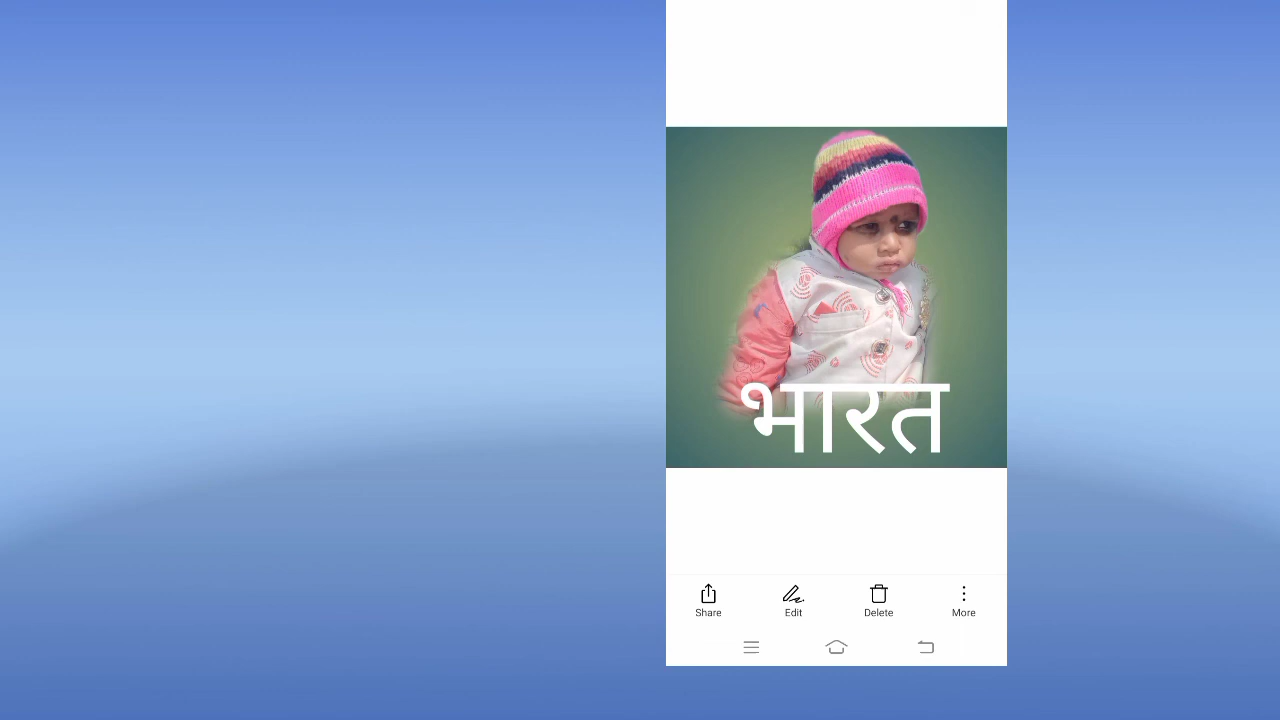 भारत
Share
Edit
Delete
More